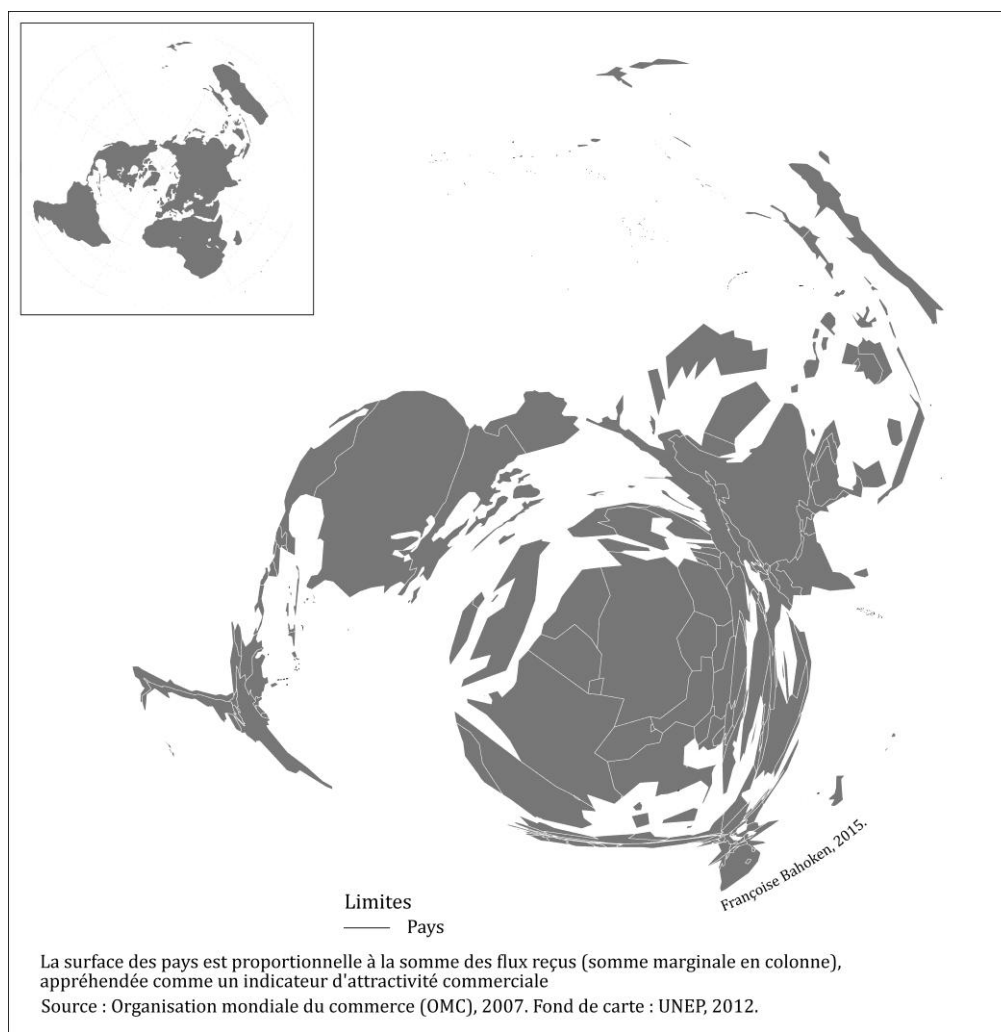 Françoise Bahoken, 2015.
Limites
Pays
La surface des pays est proportionnelle à la somme des flux reçus (somme marginale en colonne),
appréhendée comme un indicateur d'attractivité commerciale
Source : Organisation mondiale du commerce (OMC), 2007. Fond de carte : UNEP, 2012.